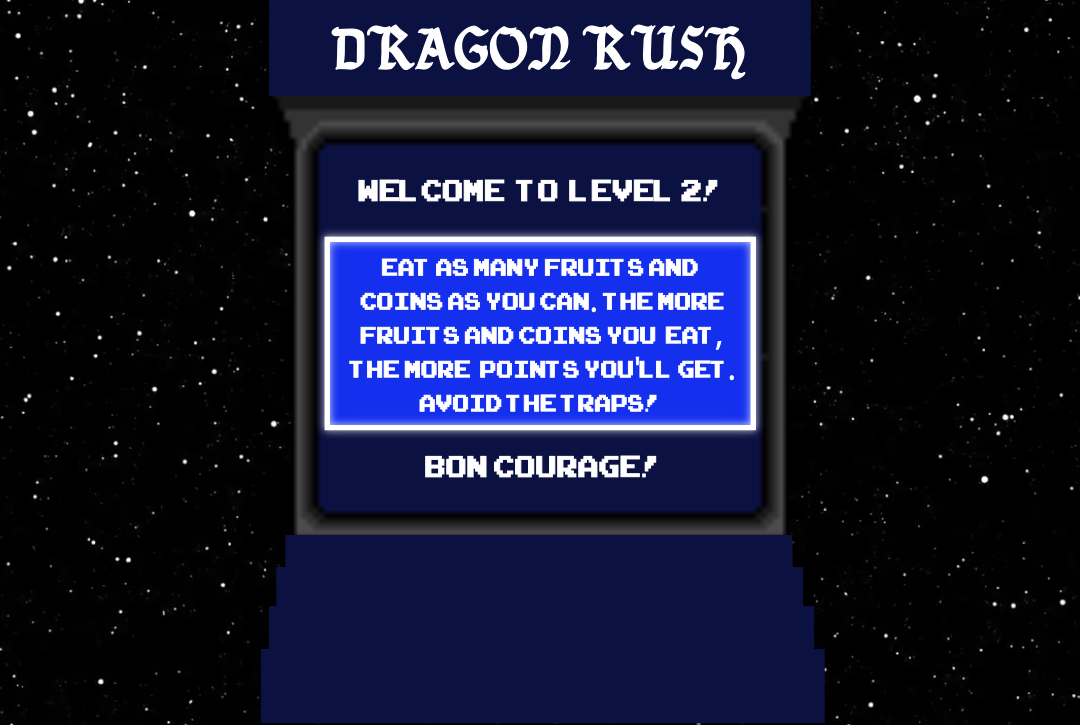 DRAGON RUSH
WELCOME TO LEVEL 2!
EAT AS MANY FRUITS AND
COINS AS YOU CAN. THE MORE
FRUITS AND COINS YOU EAT,
THE MORE POINTS YOU'LL GET.
AVOID THE TRAPS!
BON COURAGE!